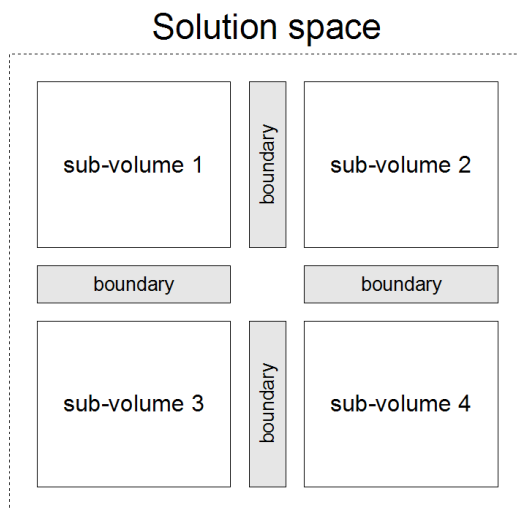 Solution space
sub-volume 1
boundary
sub-volume 2
boundary
boundary
sub-volume 3
boundary
sub-volume 4